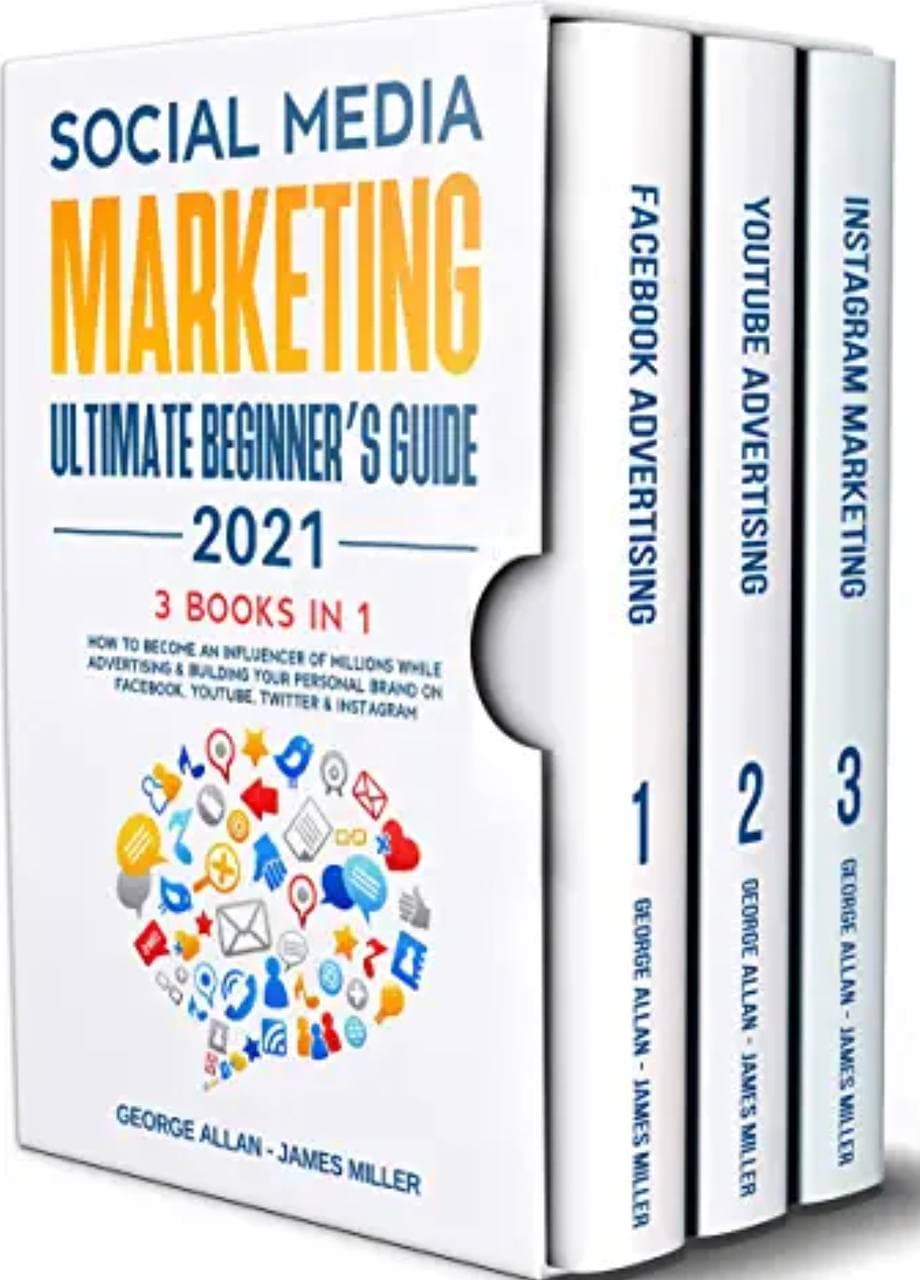 SOCIAL MEDIA
MARKETING
ULTIMATE BEGINNER'S GUIDE
2021
3 BOOKS IN 1
HOW TO BECOME AN INFLUENCER OF MILLIONS WHILE
ADVERTISING & BUILDING YOUR PERSONAL BRAND ON
FACEBOOK, YOUTUBE, TWITTER & INSTAGRAM
GEORGE ALLAN - JAMES MILLER
FACEBOOK ADVERTISING
1
GEORGE ALLAN - JAMES MILLER
YOUTUBE ADVERTISING
2
GEORGE ALLAN - JAMES MILLER
INSTAGRAM MARKETING
3
GEORGE ALLAN - JAMES MILLER